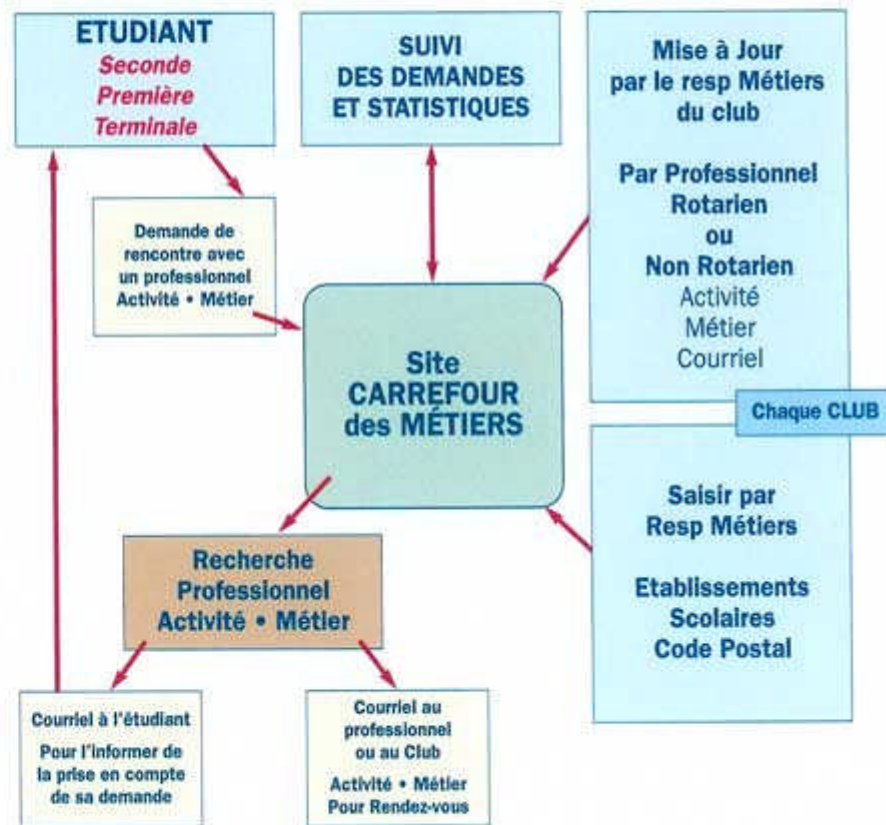 ETUDIANT
Seconde
Première
Terminale
SUIVI
DES DEMANDES
ET STATISTIQUES
Mise à Jour
par le resp Métiers
du club
Par Professionnel
Rotarien
ou
Non Rotarien
Activité
Métier
Courriel
Demande de
rencontre avec
un professionnel
Activité • Métier
Site
CARREFOUR
des MÉTIERS
Chaque CLUB
Saisir par
Resp Métiers
Etablissements
Scolaires
Code Postal
Recherche
Professionnel
Activité • Métier
Courriel à l'étudiant
Pour l'informer de
la prise en compte
de sa demande
Courriel au
professionnel
ou au Club
Activité • Métier
Pour Rendez-vous